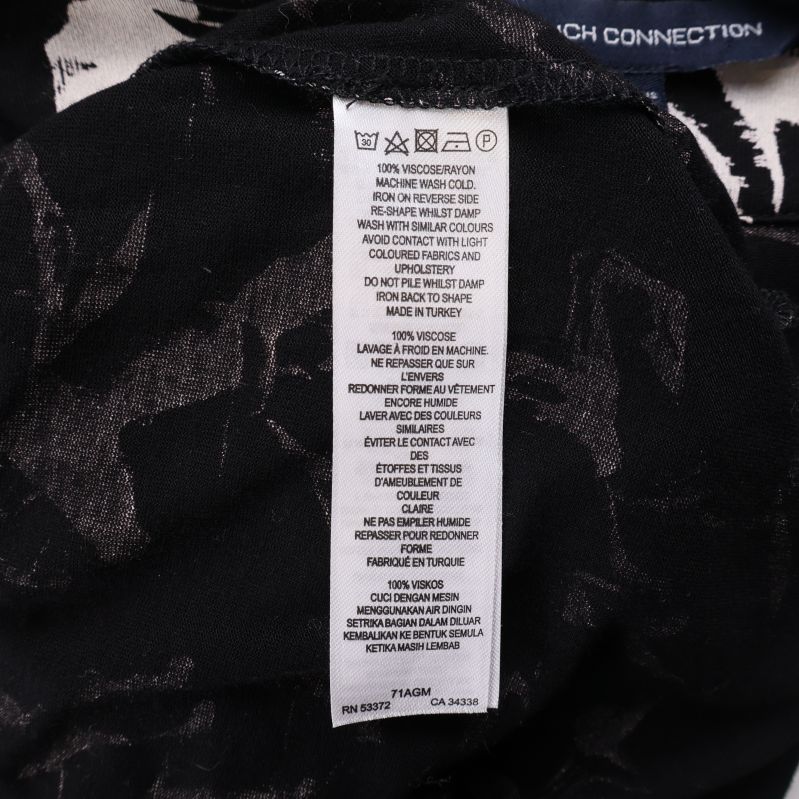 CH CONNECTION
30
P
100% VISCOSE/RAYON
MACHINE WASH COLD.
IRON ON REVERSE SIDE
RE-SHAPE WHILST DAMP
WASH WITH SIMILAR COLOURS
AVOID CONTACT WITH LIGHT
COLOURED FABRICS AND
UPHOLSTERY
DO NOT PILE WHILST DAMP
IRON BACK TO SHAPE
MADE IN TURKEY
100% VISCOSE
LAVAGE À FROID EN MACHINE.
NE REPASSER QUE SUR
L'ENVERS
REDONNER FORME AU VÊTEMENT
ENCORE HUMIDE
LAVER AVEC DES COULEURS
SIMILAIRES
ÉVITER LE CONTACT AVEC
DES
ÉTOFFES ET TISSUS
D'AMEUBLEMENT DE
COULEUR
CLAIRE
NE PAS EMPILER HUMIDE
REPASSER POUR REDONNER
FORME
FABRIQUÉ EN TURQUIE
100% VISKOS
CUCI DENGAN MESIN
MENGGUNAKAN AIR DINGIN
SETRIKA BAGIAN DALAM DILUAR
KEMBALIKAN KE BENTUK SEMULA
KETIKA MASIH LEMBAB
71AGM
RN 53372 CA 34338